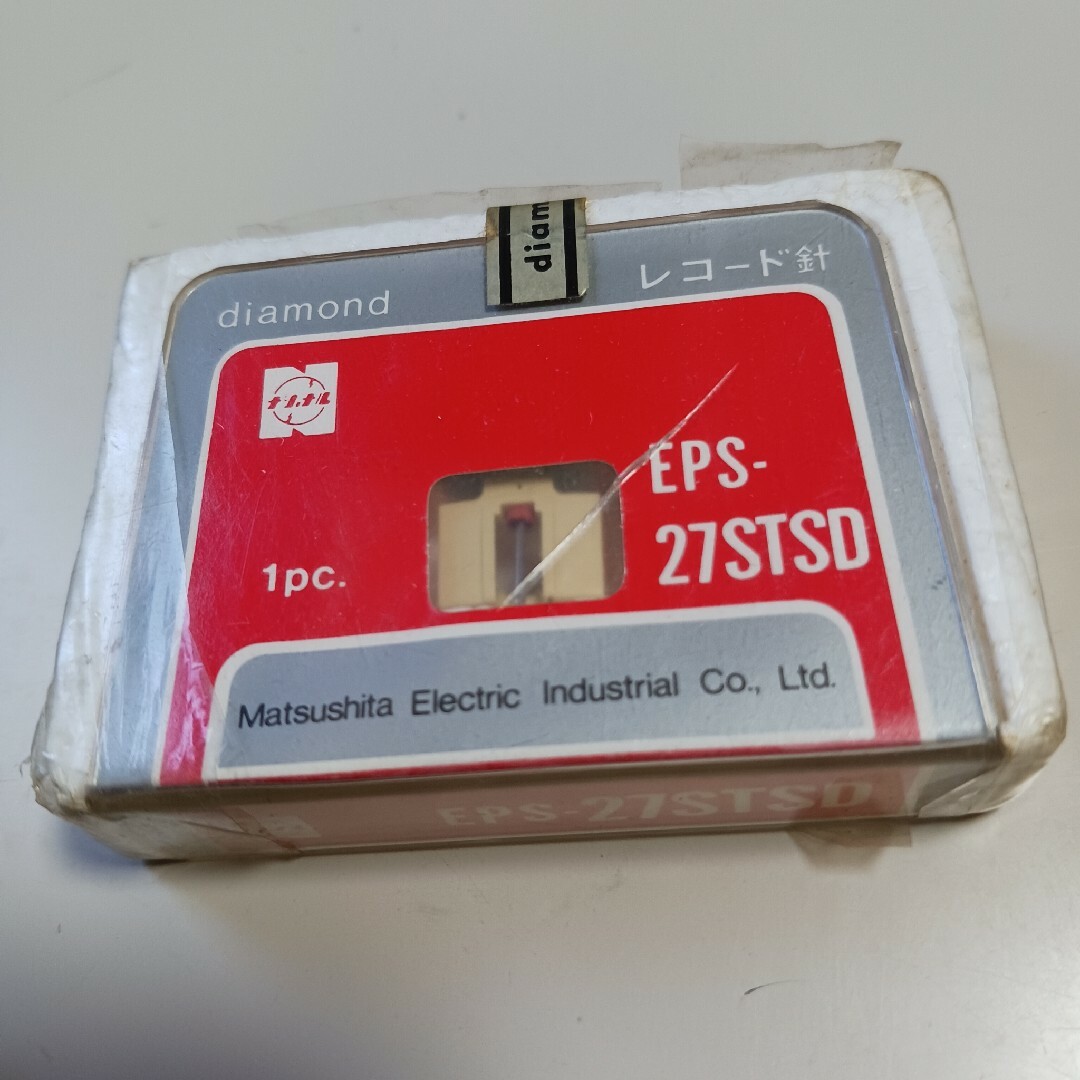 diam
diamond
レコード針
ナショナル
EPS-
27STSD
1pc.
Matsushita Electric Industrial Co., Ltd.
EPS-27STSD